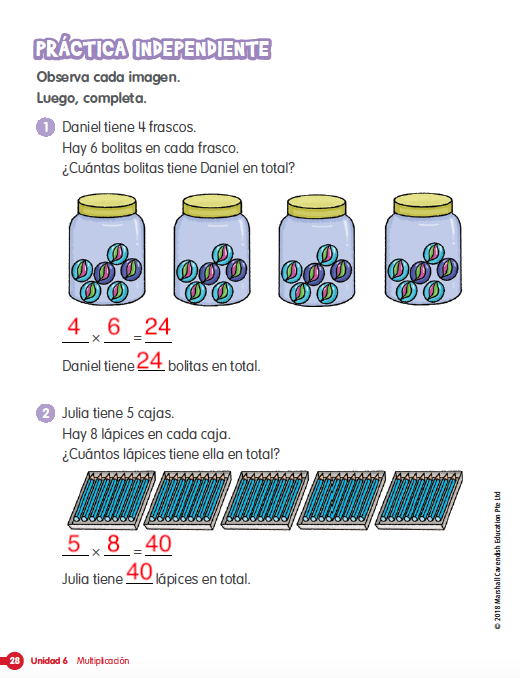 PRÁCTICA INDEPENDIENTE
Observa cada imagen.
Luego, completa.
1 Daniel tiene 4 frascos.
Hay 6 bolitas en cada frasco.
¿Cuántas bolitas tiene Daniel en total?
4 × 6 = 24
Daniel tiene 24 bolitas en total.
2 Julia tiene 5 cajas.
Hay 8 lápices en cada caja.
¿Cuántos lápices tiene ella en total?
5 × 8 = 40
Julia tiene 40 lápices en total.
© 2018 Marshall Cavendish Education Pte Ltd
28 Unidad 6 Multiplicación